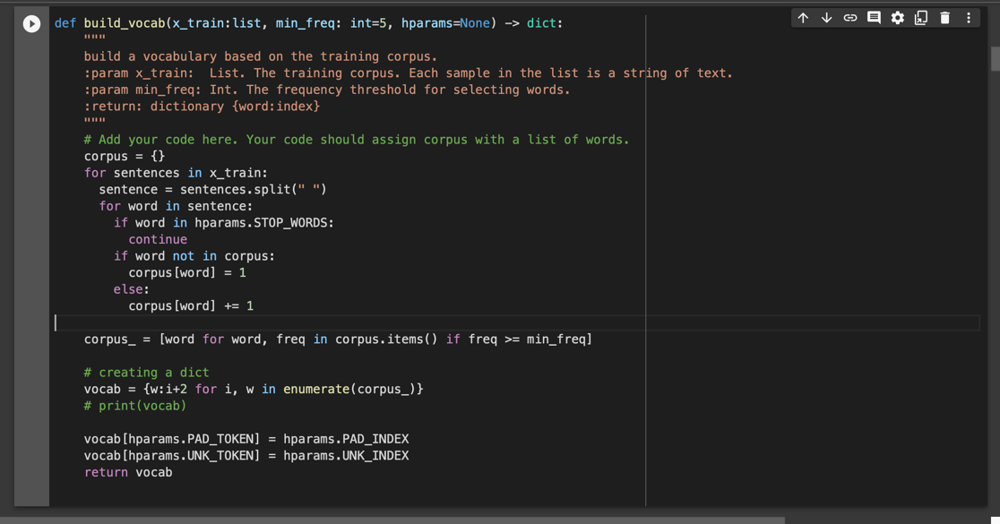 def build_vocab(x_train:list, min_freq: int=5, hparams=None) -> dict:
"""
build a vocabulary based on the training corpus.
:param x_train:  List. The training corpus. Each sample in the list is a string of text.
:param min_freq: Int. The frequency threshold for selecting words.
:return: dictionary {word:index}
"""
# Add your code here. Your code should assign corpus with a list of words.
corpus = {}
for sentences in x_train:
sentence = sentences.split(" ")
for word in sentence:
if word in hparams.STOP_WORDS:
continue
if word not in corpus:
corpus[word] = 1
else:
corpus[word] += 1
corpus_ = [word for word, freq in corpus.items() if freq >= min_freq]
# creating a dict
vocab = {w:i+2 for i, w in enumerate(corpus_)}
# print(vocab)
vocab[hparams.PAD_TOKEN] = hparams.PAD_INDEX
vocab[hparams.UNK_TOKEN] = hparams.UNK_INDEX
return vocab